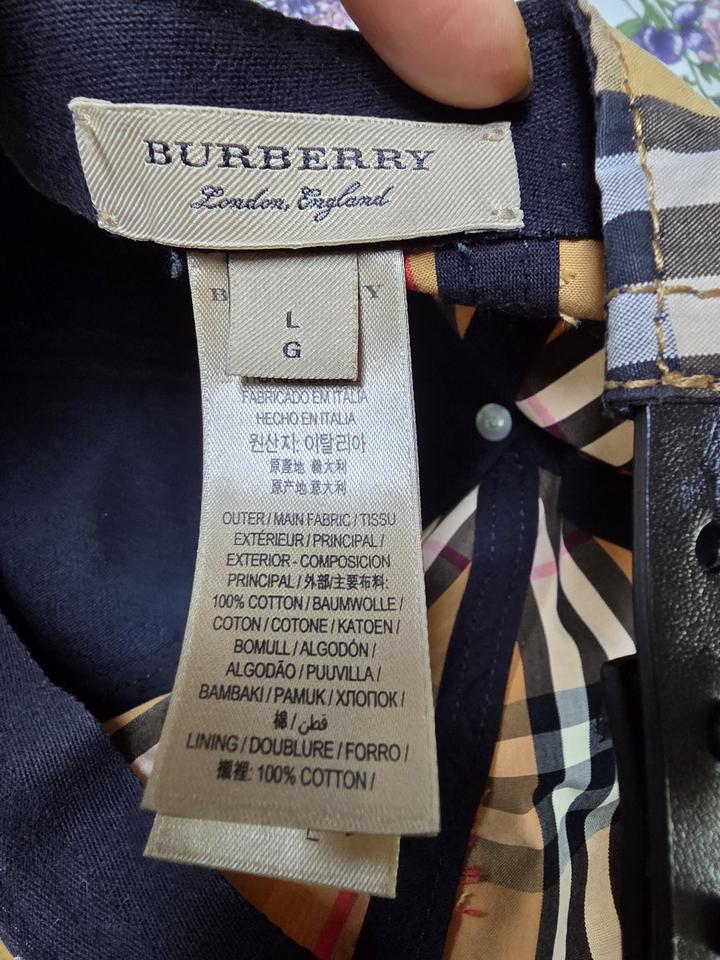 BURBERRY
London, England
B Y
L
G
FABRICADO EM ITALIA
HECHO EN ITALIA
원산지: 이탈리아
原產地 義大利
原产地 意大利
OUTER / MAIN FABRIC / TISSU
EXTÉRIEUR / PRINCIPAL /
EXTERIOR - COMPOSICION
PRINCIPAL / 外部/主要布料:
100% COTTON / BAUMWOLLE /
COTON / COTONE / KATOEN /
BOMULL / ALGODÓN /
ALGODÃO / PUUVILLA /
BAMBAKI / PAMUK / ХЛОПОК /
棉 / قطن /
LINING / DOUBLURE / FORRO /
襯裡: 100% COTTON /